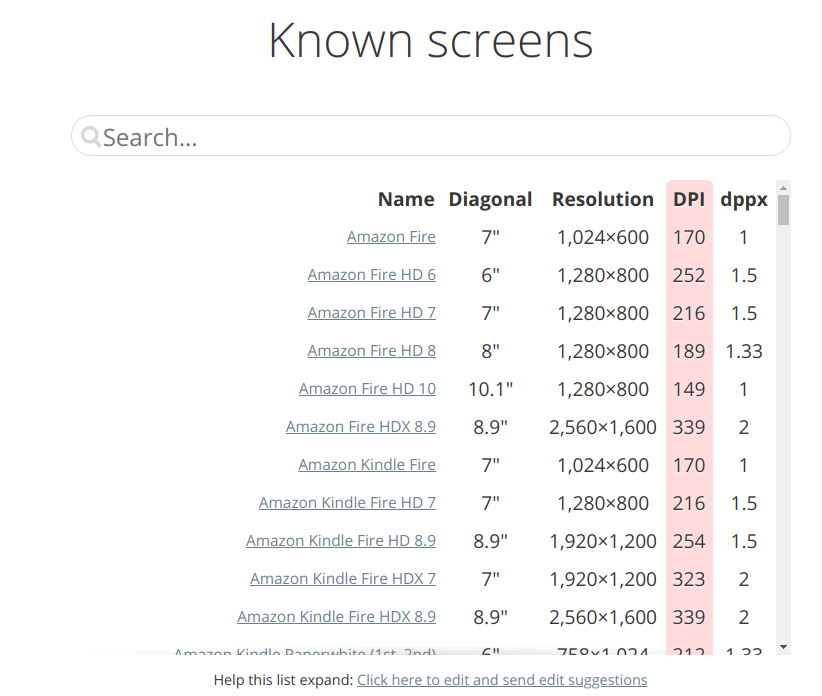 Known screens
Search...
Name Diagonal Resolution DPI dppx
Amazon Fire 7" 1,024×600 170 1
Amazon Fire HD 6 6" 1,280×800 252 1.5
Amazon Fire HD 7 7" 1,280×800 216 1.5
Amazon Fire HD 8 8" 1,280×800 189 1.33
Amazon Fire HD 10 10.1" 1,280×800 149 1
Amazon Fire HDX 8.9 8.9" 2,560×1,600 339 2
Amazon Kindle Fire 7" 1,024×600 170 1
Amazon Kindle Fire HD 7 7" 1,280×800 216 1.5
Amazon Kindle Fire HD 8.9 8.9" 1,920×1,200 254 1.5
Amazon Kindle Fire HDX 7 7" 1,920×1,200 323 2
Amazon Kindle Fire HDX 8.9 8.9" 2,560×1,600 339 2
Amazon Kindle Paperwhite (1st, 2nd) 6" 758×1,024 212 1.33
Help this list expand: Click here to edit and send edit suggestions